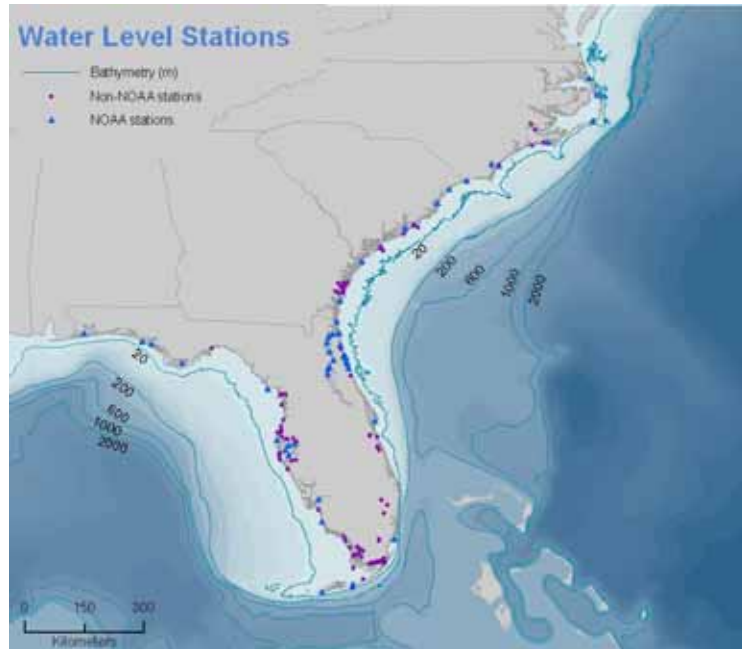 Water Level Stations
Bathymetry (m)
Non-NOAA stations
NOAA stations
20
200
600
1000
2000
20
200
600
1000
2000
0 150 300
Kilometers